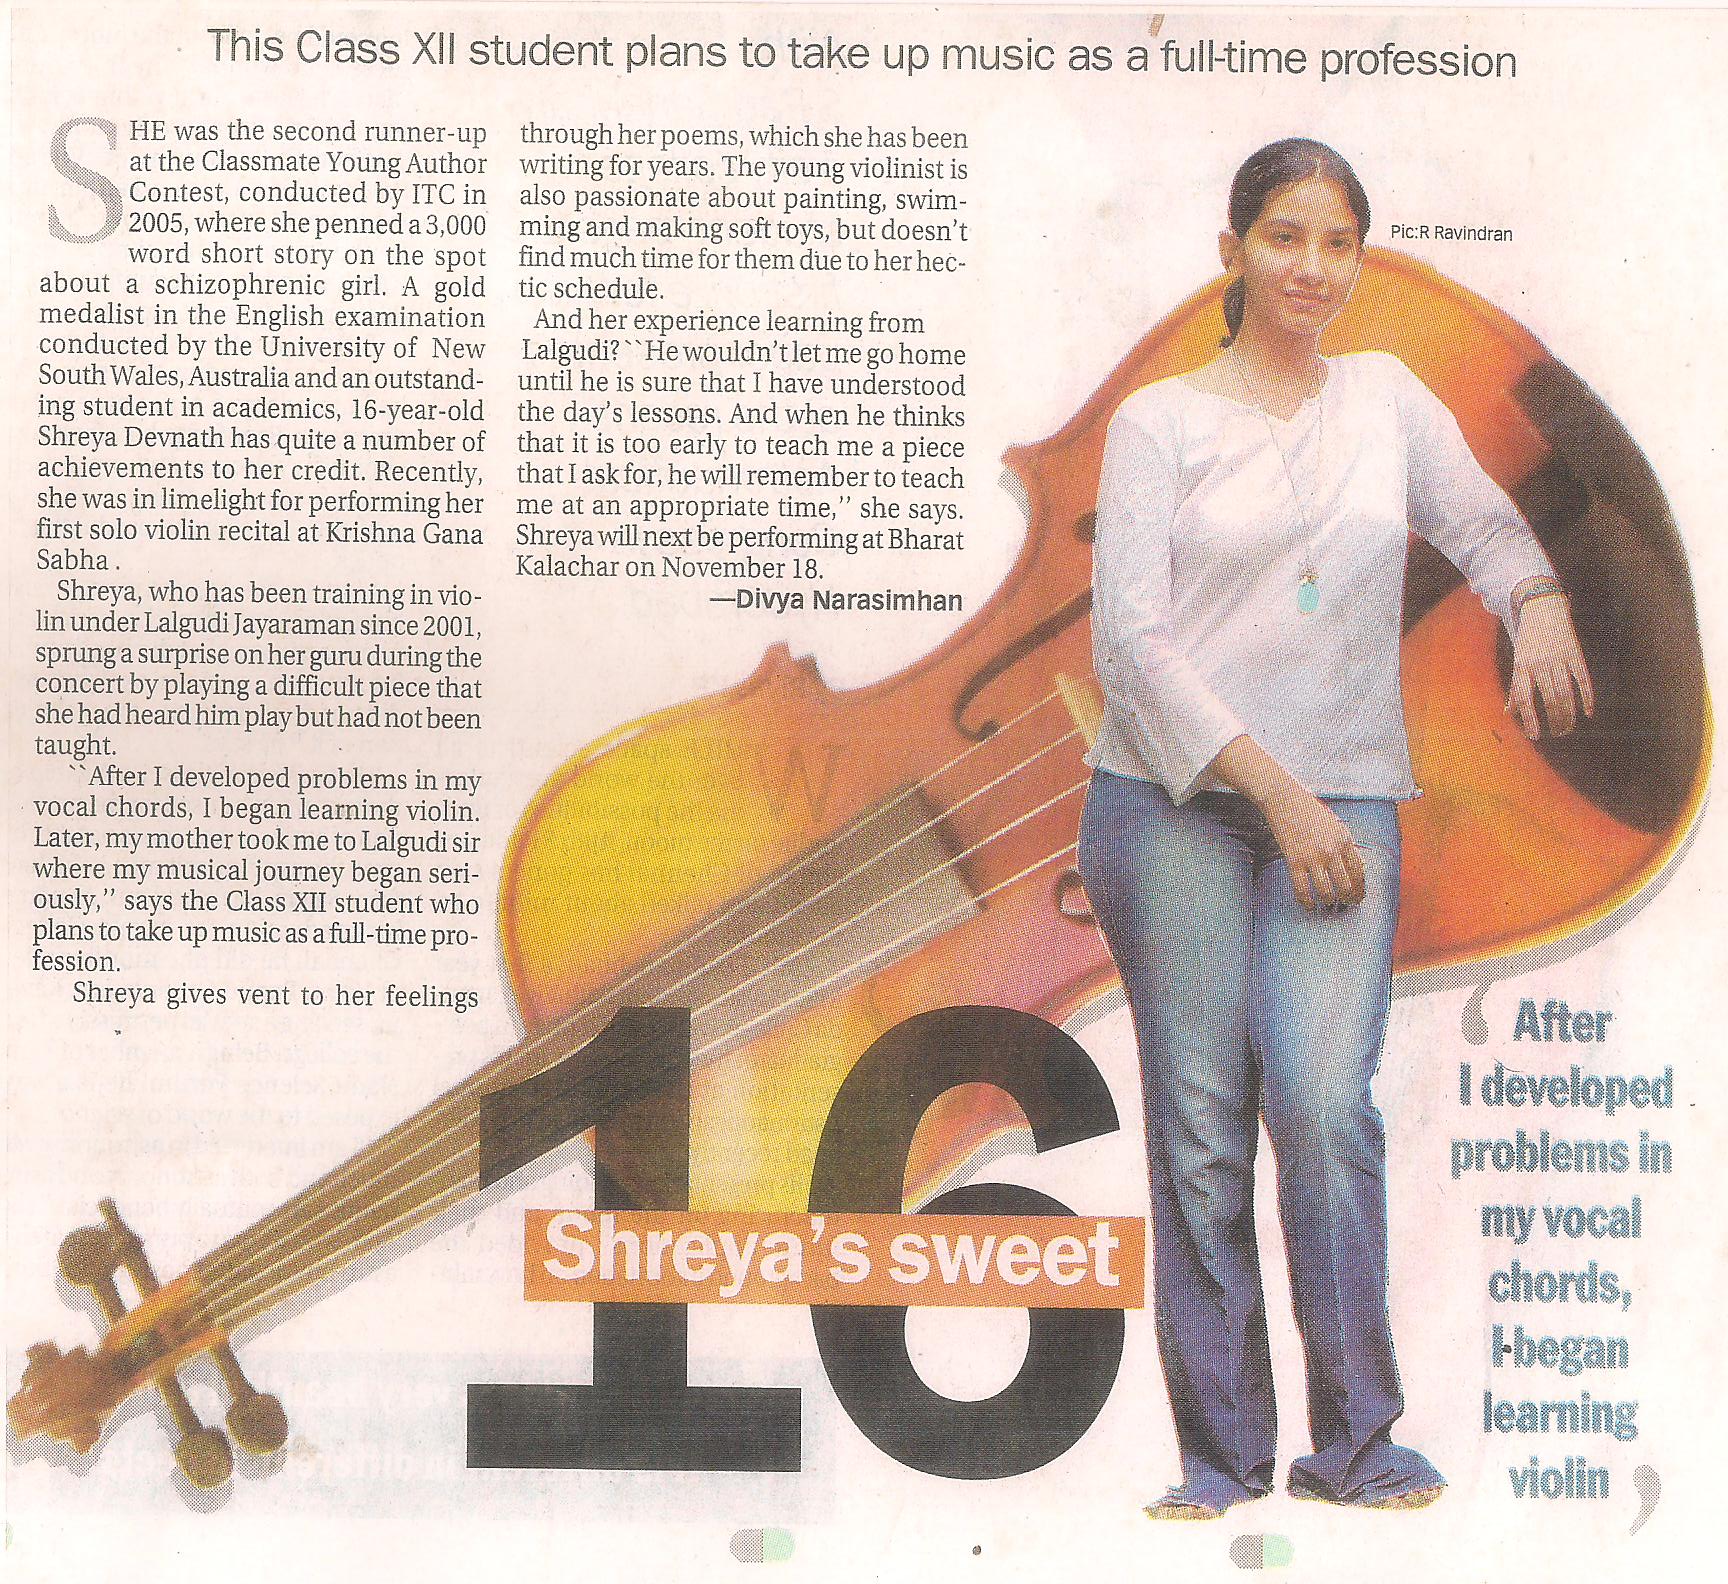 This Class XII student plans to take up music as a full-time profession
SHE was the second runner-up
at the Classmate Young Author
Contest, conducted by ITC in
2005, where she penned a 3,000
word short story on the spot
about a schizophrenic girl. A gold
medalist in the English examination
conducted by the University of New
South Wales, Australia and an outstand-
ing student in academics, 16-year-old
Shreya Devnath has quite a number of
achievements to her credit. Recently,
she was in limelight for performing her
first solo violin recital at Krishna Gana
Sabha .
Shreya, who has been training in vio-
lin under Lalgudi Jayaraman since 2001,
sprung a surprise on her guru during the
concert by playing a difficult piece that
she had heard him play but had not been
taught.
``After I developed problems in my
vocal chords, I began learning violin.
Later, my mother took me to Lalgudi sir
where my musical journey began seri-
ously,'' says the Class XII student who
plans to take up music as a full-time pro-
fession.
Shreya gives vent to her feelings
through her poems, which she has been
writing for years. The young violinist is
also passionate about painting, swim-
ming and making soft toys, but doesn't
find much time for them due to her hec-
tic schedule.
And her experience learning from
Lalgudi? ``He wouldn't let me go home
until he is sure that I have understood
the day's lessons. And when he thinks
that it is too early to teach me a piece
that I ask for, he will remember to teach
me at an appropriate time,'' she says.
Shreya will next be performing at Bharat
Kalachar on November 18.
—Divya Narasimhan
Pic:R Ravindran
Shreya's sweet
16
‘After
I developed
problems in
my vocal
chords,
I began
learning
violin’